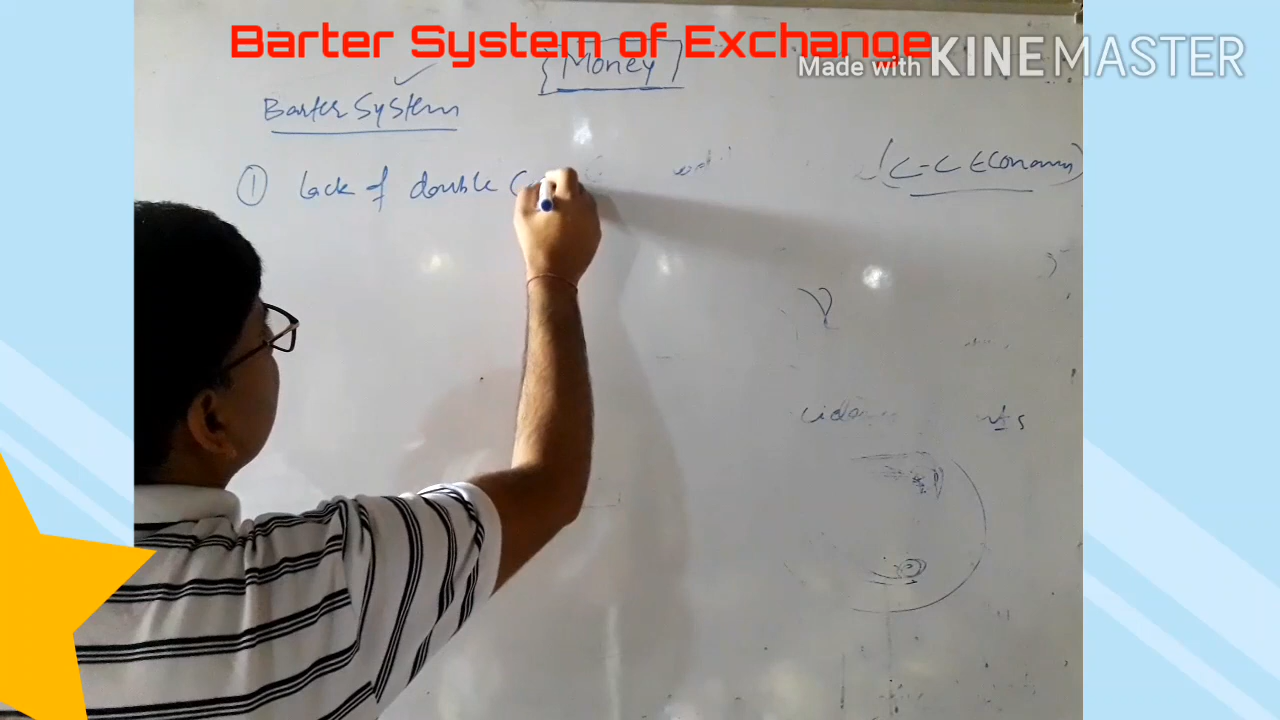 Barter System of Exchange
Made with KINEMASTER
Money
Barter System
(C-C Economy)
① Lack of double